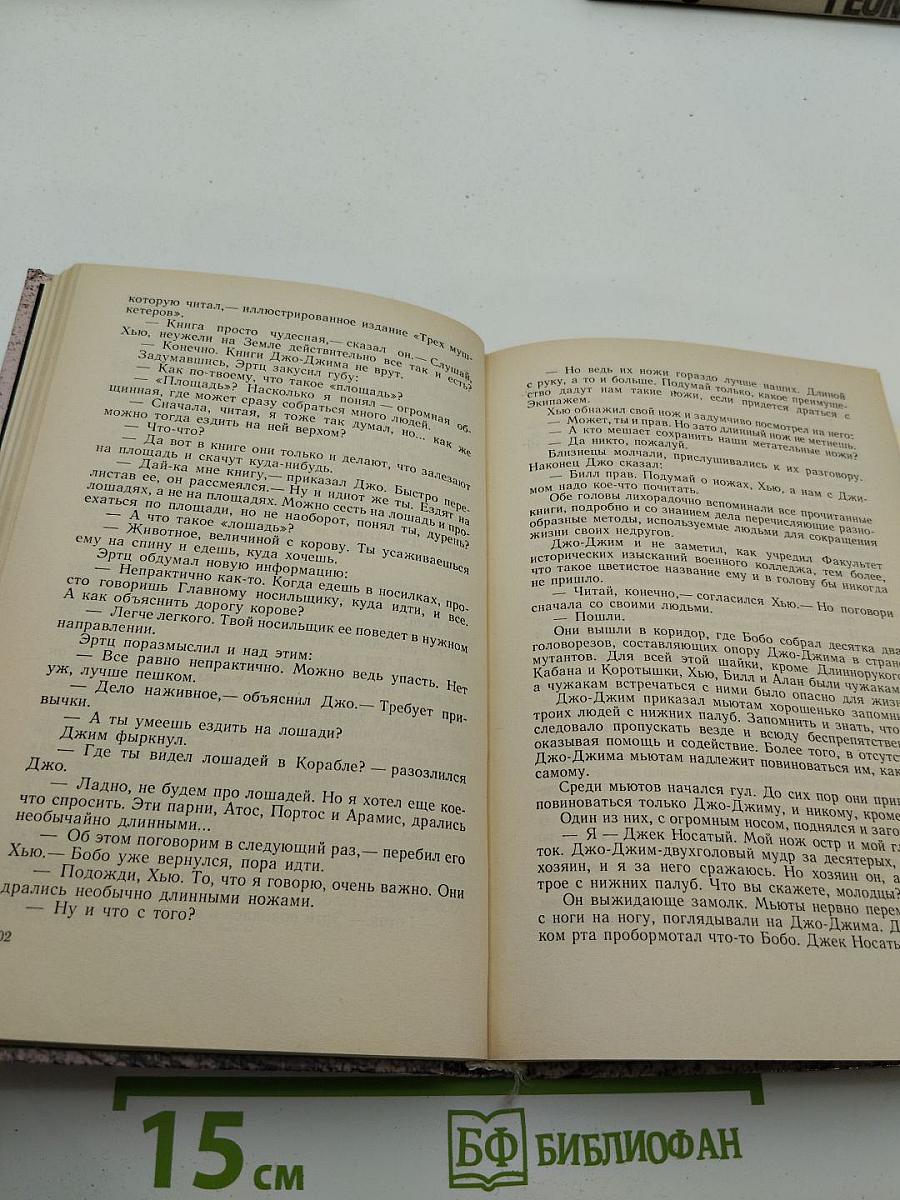 ГЕОМ
которую читал,— иллюстрированное издание «Трех муш-
кетеров».
— Книга просто чудесная,— сказал он.— Слушай,
Хью, неужели на Земле действительно все так и есть?
— Конечно. Книги Джо-Джима не врут.
Задумавшись, Эртц закусил губу:
— Как по-твоему, что такое «площадь»?
— «Площадь»? Насколько я понял — огромная об-
щинная, где может сразу собраться много людей.
— Сначала, читая, я тоже так думал, но... как же
можно тогда ездить на ней верхом?
— Что-что?
— Да вот в книге они только и делают, что залезают
на площадь и скачут куда-нибудь.
— Дай-ка мне книгу,— приказал Джо. Быстро пере-
листав ее, он рассмеялся.— Ну и идиот же ты. Ездят на
лошадях, а не на площадях. Можно сесть на лошадь и про-
ехаться по площади, но не наоборот, понял ты, дурень?
— А что такое «лошадь»?
— Животное, величиной с корову. Ты усаживаешься
ему на спину и едешь, куда хочешь.
Эртц обдумал новую информацию:
— Непрактично как-то. Когда едешь в носилках, про-
сто говоришь Главному носильщику, куда идти, и все.
А как объяснить дорогу корове?
— Легче легкого. Твой носильщик ее поведет в нужном
направлении.
Эртц поразмыслил и над этим:
— Все равно непрактично. Можно ведь упасть. Нет
уж, лучше пешком.
— Дело наживное,— объяснил Джо.— Требует при-
вычки.
— А ты умеешь ездить на лошади?
Джим фыркнул.
— Где ты видел лошадей в Корабле? — разозлился
Джо.
— Ладно, не будем про лошадей. Но я хотел еще кое-
что спросить. Эти парни, Атос, Портос и Арамис, дрались
необычайно длинными...
— Об этом поговорим в следующий раз,— перебил его
Хью.— Бобо уже вернулся, пора идти.
— Подожди, Хью. То, что я говорю, очень важно. Они
дрались необычно длинными ножами.
— Ну и что с того?
02
— Но ведь их ножи гораздо лучше наших. Длиной
с руку, а то и больше. Подумай только, какое преимуще-
ство дадут нам такие ножи, если придется драться с
Экипажем.
Хью обнажил свой нож и задумчиво посмотрел на него:
— Может, ты и прав. Но зато длинный нож не метнешь.
— А кто мешает сохранить наши метательные ножи?
— Да никто, пожалуй.
Близнецы молчали, прислушивались к их разговору.
Наконец Джо сказал:
— Билл прав. Подумай о ножах, Хью, а нам с Джи-
мом надо кое-что почитать.
Обе головы лихорадочно вспоминали все прочитанные
книги, подробно и со знанием дела перечисляющие разно-
образные методы, используемые людьми для сокращения
жизни своих недругов.
Джо-Джим и не заметил, как учредил Факультет
исторических изысканий военного колледжа, тем более,
что такое цветистое название ему и в голову бы никогда
не пришло.
— Читай, конечно,— согласился Хью.— Но поговори
сначала со своими людьми.
— Пошли.
Они вышли в коридор, где Бобо собрал десятка два
головорезов, составляющих опору Джо-Джима в стране
мутантов. Для всей этой шайки, кроме Длиннорукого
Кабана и Коротышки, Хью, Билл и Алан были чужакам
а чужакам встречаться с ними было опасно для жизн
Джо-Джим приказал мьютам хорошенько запомн
троих людей с нижних палуб. Запомнить и знать, что
следовало пропускать везде и всюду беспрепятствен
оказывая помощь и содействие. Более того, в отсутст
Джо-Джима мьютам надлежит повиноваться им, как
самому.
Среди мьютов начался гул. До сих пор они прив
повиноваться только Джо-Джиму, и никому, кроме
Один из них, с огромным носом, поднялся и заго
— Я — Джек Носатый. Мой нож остр и мой гл
ток. Джо-Джим-двухголовый мудр за десятерых,
хозяин, и я за него сражаюсь. Но хозяин он, а
трое с нижних палуб. Что вы скажете, молодцы?
Он выжидающе замолк. Мьюты нервно перем
с ноги на ногу, поглядывали на Джо-Джима. Д
ком рта пробормотал что-то Бобо. Джек Носаты
15 см
БФ БИБЛИОФАН